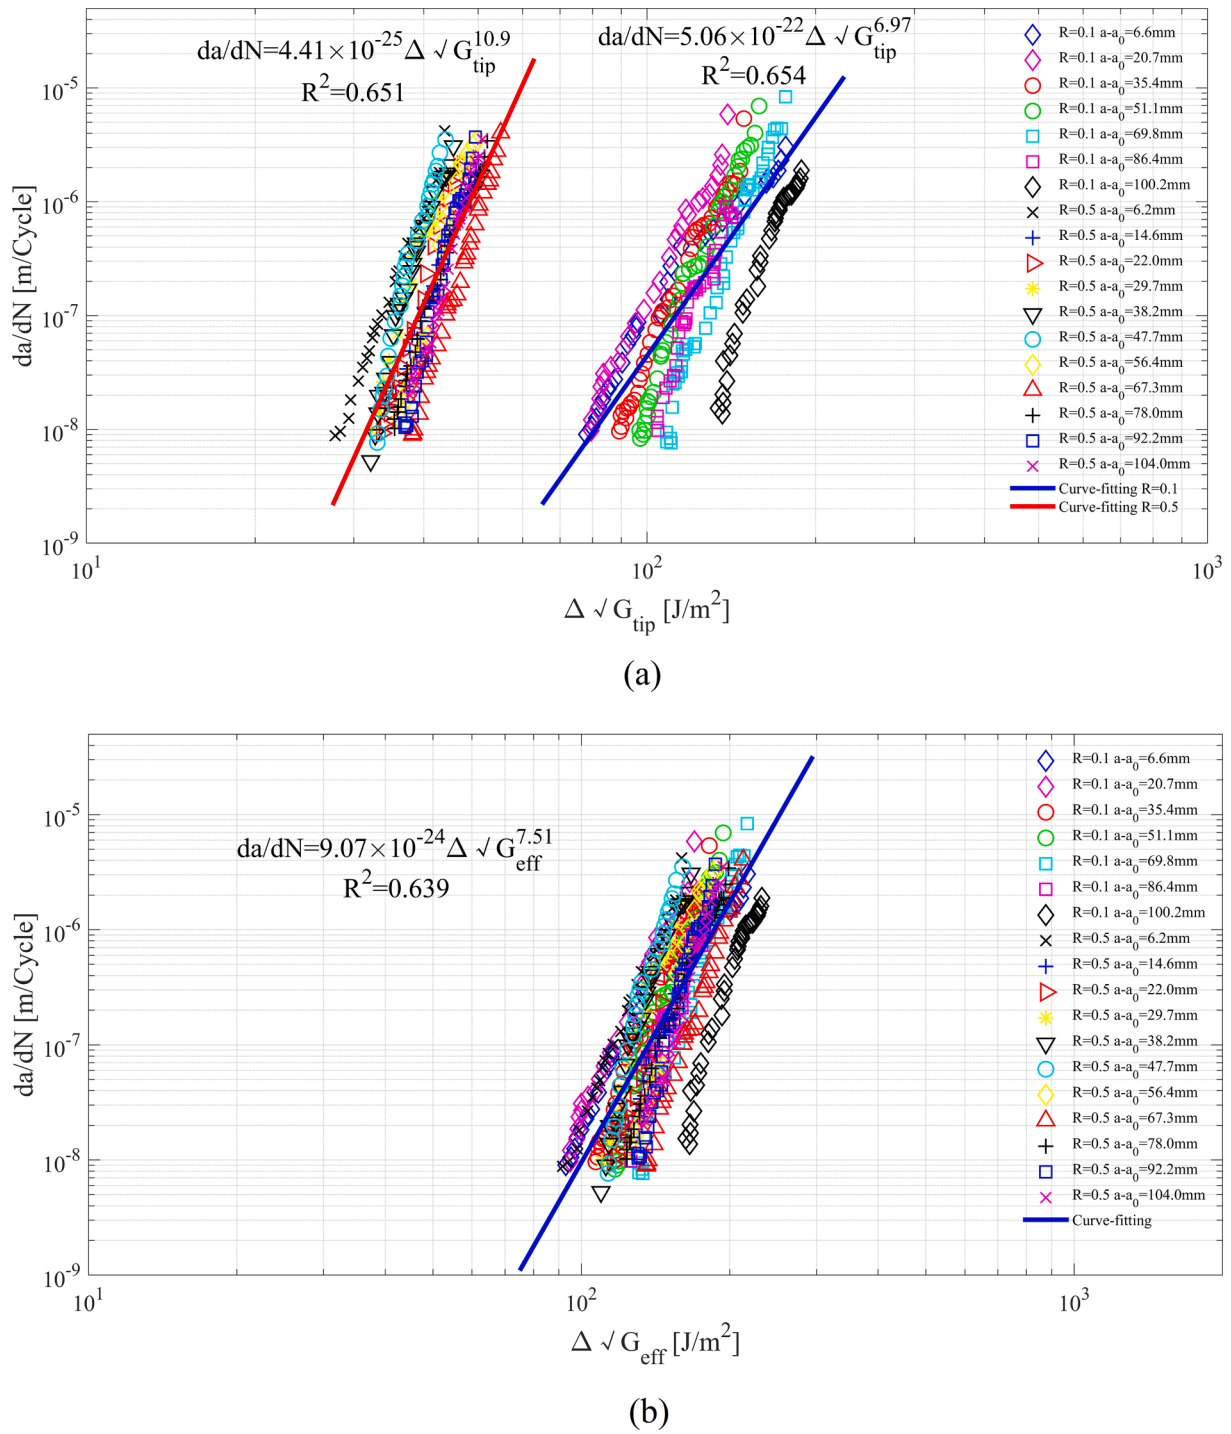 da/dN=4.41×10^-25 Δ √ G_tip^10.9
R^2=0.651
da/dN=5.06×10^-22 Δ √ G_tip^6.97
R^2=0.654
10^-5
10^-6
10^-7
10^-8
10^-9
da/dN [m/Cycle]
R=0.1 a-a_0=6.6mm
R=0.1 a-a_0=20.7mm
R=0.1 a-a_0=35.4mm
R=0.1 a-a_0=51.1mm
R=0.1 a-a_0=69.8mm
R=0.1 a-a_0=86.4mm
R=0.1 a-a_0=100.2mm
R=0.5 a-a_0=6.2mm
R=0.5 a-a_0=14.6mm
R=0.5 a-a_0=22.0mm
R=0.5 a-a_0=29.7mm
R=0.5 a-a_0=38.2mm
R=0.5 a-a_0=47.7mm
R=0.5 a-a_0=56.4mm
R=0.5 a-a_0=67.3mm
R=0.5 a-a_0=78.0mm
R=0.5 a-a_0=92.2mm
R=0.5 a-a_0=104.0mm
Curve-fitting R=0.1
Curve-fitting R=0.5
10^1 10^2 10^3
Δ √ G_tip [J/m^2]
(a)
da/dN=9.07×10^-24 Δ √ G_eff^7.51
R^2=0.639
10^-5
10^-6
10^-7
10^-8
10^-9
da/dN [m/Cycle]
R=0.1 a-a_0=6.6mm
R=0.1 a-a_0=20.7mm
R=0.1 a-a_0=35.4mm
R=0.1 a-a_0=51.1mm
R=0.1 a-a_0=69.8mm
R=0.1 a-a_0=86.4mm
R=0.1 a-a_0=100.2mm
R=0.5 a-a_0=6.2mm
R=0.5 a-a_0=14.6mm
R=0.5 a-a_0=22.0mm
R=0.5 a-a_0=29.7mm
R=0.5 a-a_0=38.2mm
R=0.5 a-a_0=47.7mm
R=0.5 a-a_0=56.4mm
R=0.5 a-a_0=67.3mm
R=0.5 a-a_0=78.0mm
R=0.5 a-a_0=92.2mm
R=0.5 a-a_0=104.0mm
Curve-fitting
10^1 10^2 10^3
Δ √ G_eff [J/m^2]
(b)